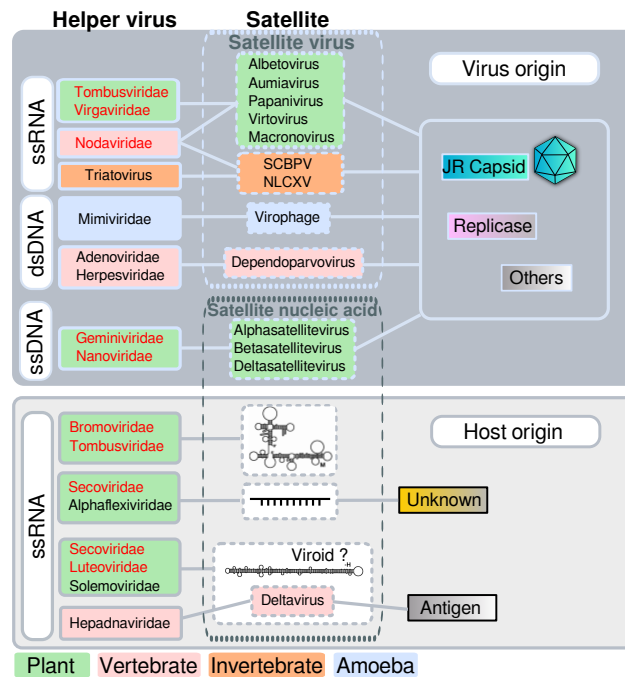 Helper virus
Satellite
Satellite virus
Virus origin
ssRNA
Tombusviridae
Virgaviridae
Albetovirus
Aumiavirus
Papanivirus
Virtovirus
Macronovirus
Nodaviridae
Triatovirus
SCBPV
NLCXV
JR Capsid
Replicase
Others
dsDNA
Mimiviridae
Virophage
Adenoviridae
Herpesviridae
Dependoparvovirus
Satellite nucleic acid
ssDNA
Geminiviridae
Nanoviridae
Alphasatellitevirus
Betasatellitevirus
Deltasatellitevirus
Host origin
ssRNA
Bromoviridae
Tombusviridae
Secoviridae
Alphaflexiviridae
Unknown
Secoviridae
Luteoviridae
Solemoviridae
Viroid ?
Hepadnaviridae
Deltavirus
Antigen
Plant
Vertebrate
Invertebrate
Amoeba